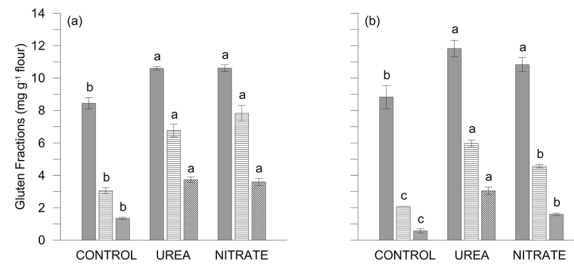 (a)
(b)
Gluten Fractions (mg g⁻¹ flour)
14
12
10
8
6
4
2
0
b
b
b
a
a
a
a
a
a
b
c
c
a
a
a
a
b
b
CONTROL UREA NITRATE
CONTROL UREA NITRATE